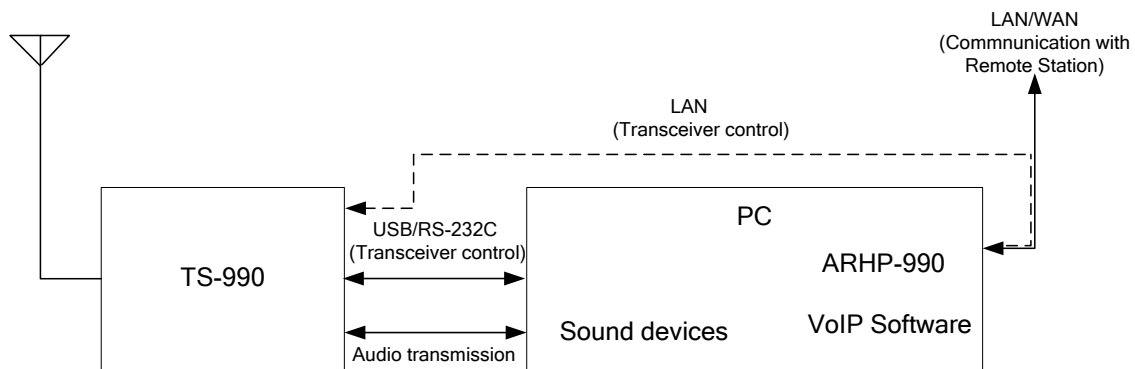 LAN/WAN
(Commnunication with
Remote Station)
LAN
(Transceiver control)
PC
USB/RS-232C
(Transceiver control)
TS-990
ARHP-990
VoIP Software
Sound devices
Audio transmission